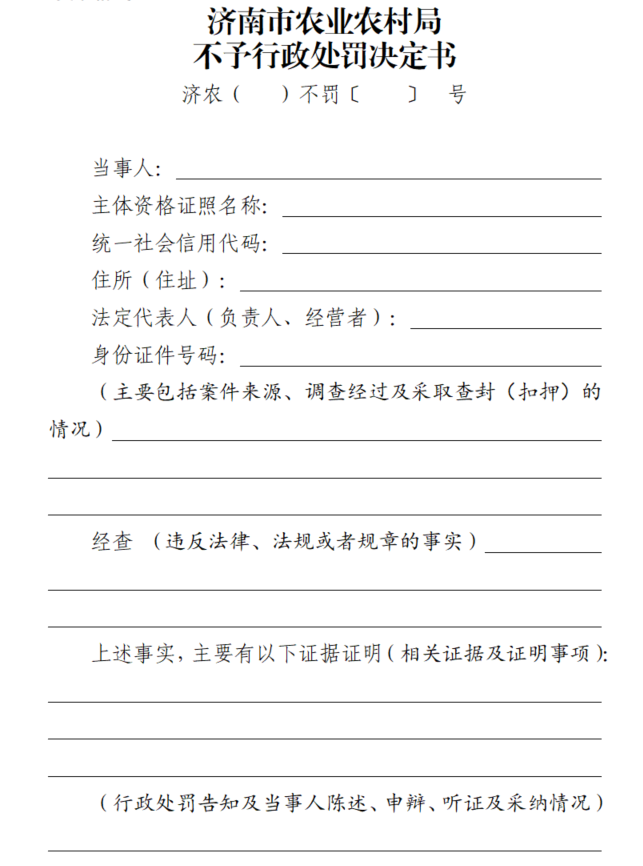 济南市农业农村局
不予行政处罚决定书
济农（　　）不罚〔　　〕　号
当事人：
主体资格证照名称：
统一社会信用代码：
住所（住址）：
法定代表人（负责人、经营者）：
身份证件号码：
（主要包括案件来源、调查经过及采取查封（扣押）的
情况）
经查　（违反法律、法规或者规章的事实）
上述事实，主要有以下证据证明（相关证据及证明事项）：
（行政处罚告知及当事人陈述、申辩、听证及采纳情况）